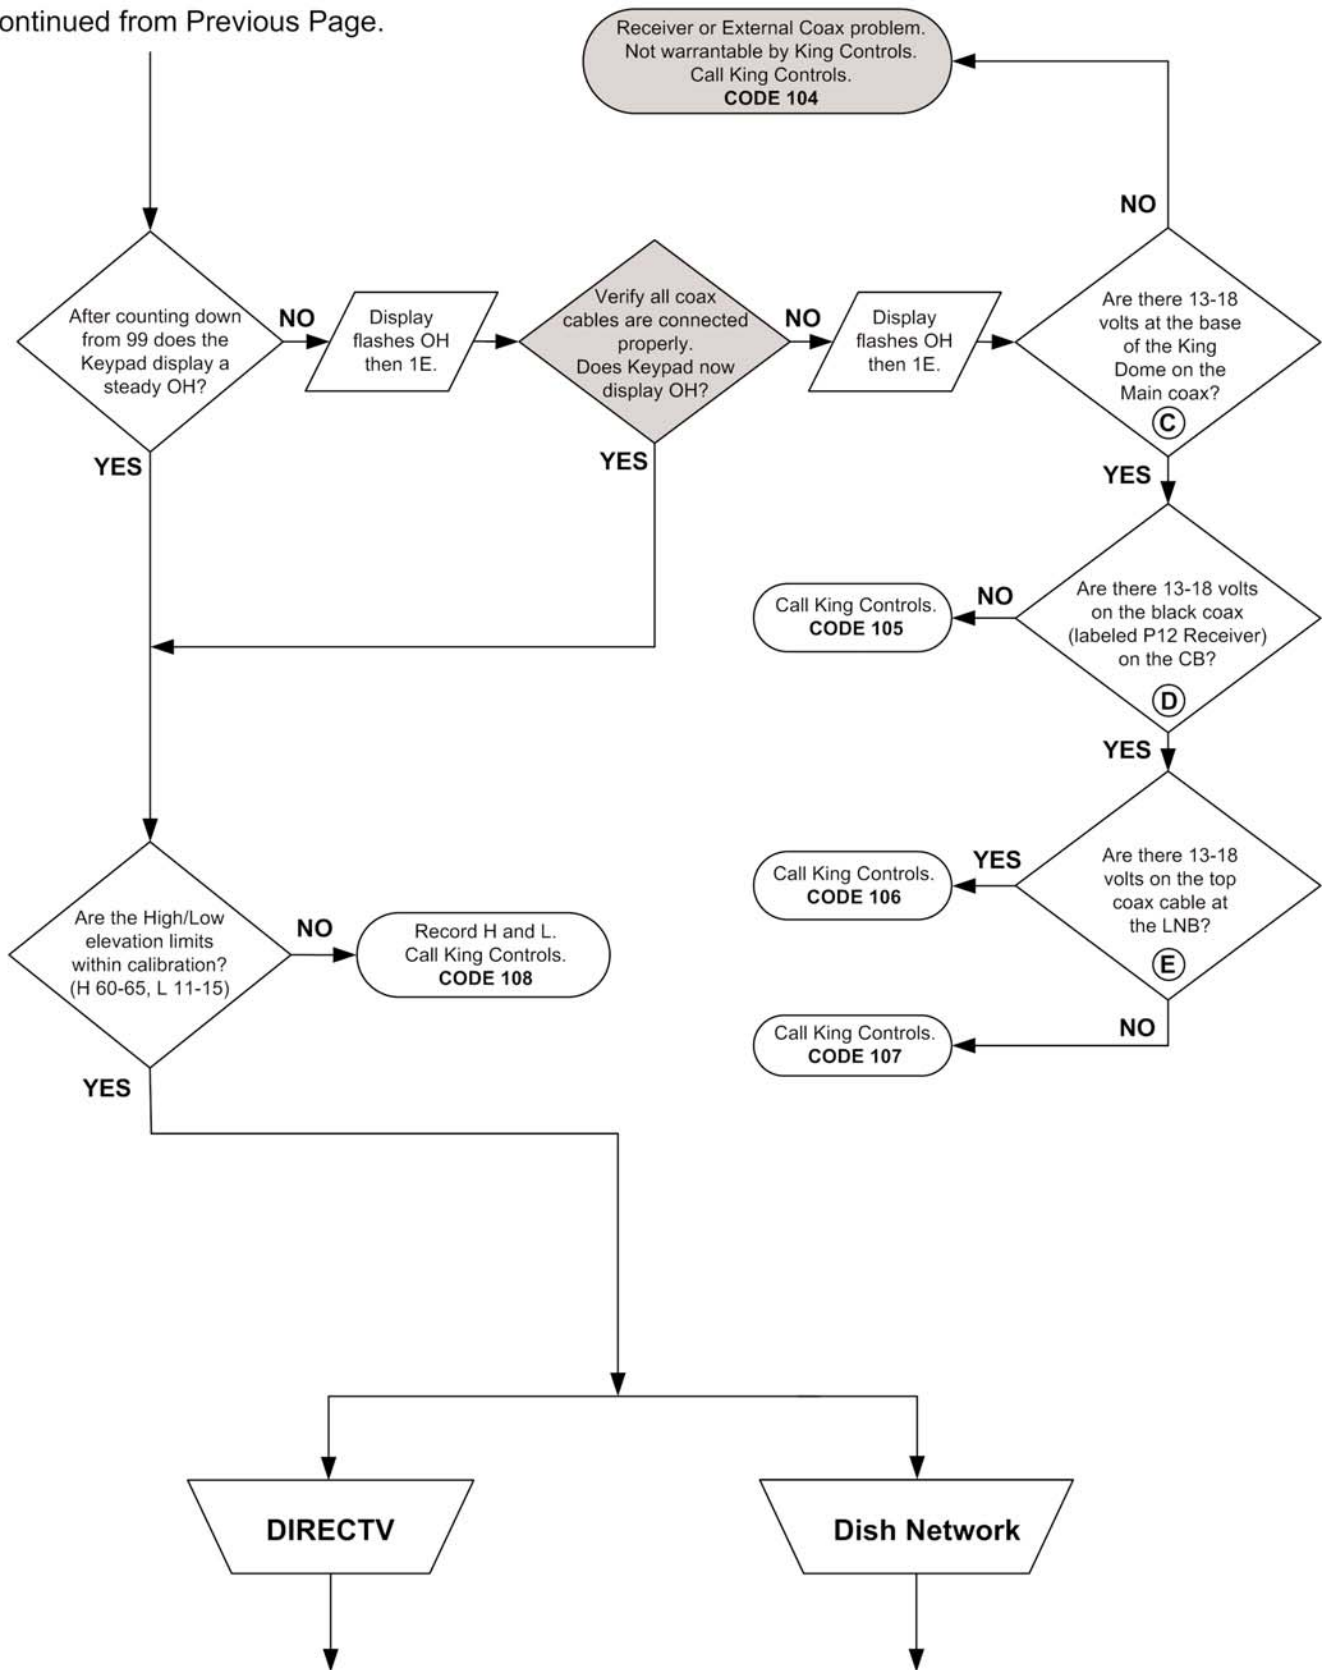 ontinued from Previous Page.
Receiver or External Coax problem.
Not warrantable by King Controls.
Call King Controls.
CODE 104
NO
After counting down
from 99 does the
Keypad display a
steady OH?
NO
Display
flashes OH
then 1E.
Verify all coax
cables are connected
properly.
Does Keypad now
display OH?
NO
Display
flashes OH
then 1E.
Are there 13-18
volts at the base
of the King
Dome on the
Main coax?
C
YES
YES
YES
Are there 13-18 volts
on the black coax
(labeled P12 Receiver)
on the CB?
D
NO
Call King Controls.
CODE 105
YES
Are there 13-18
volts on the top
coax cable at
the LNB?
E
YES
Call King Controls.
CODE 106
NO
Call King Controls.
CODE 107
Are the High/Low
elevation limits
within calibration?
(H 60-65, L 11-15)
NO
Record H and L.
Call King Controls.
CODE 108
YES
DIRECTV
Dish Network